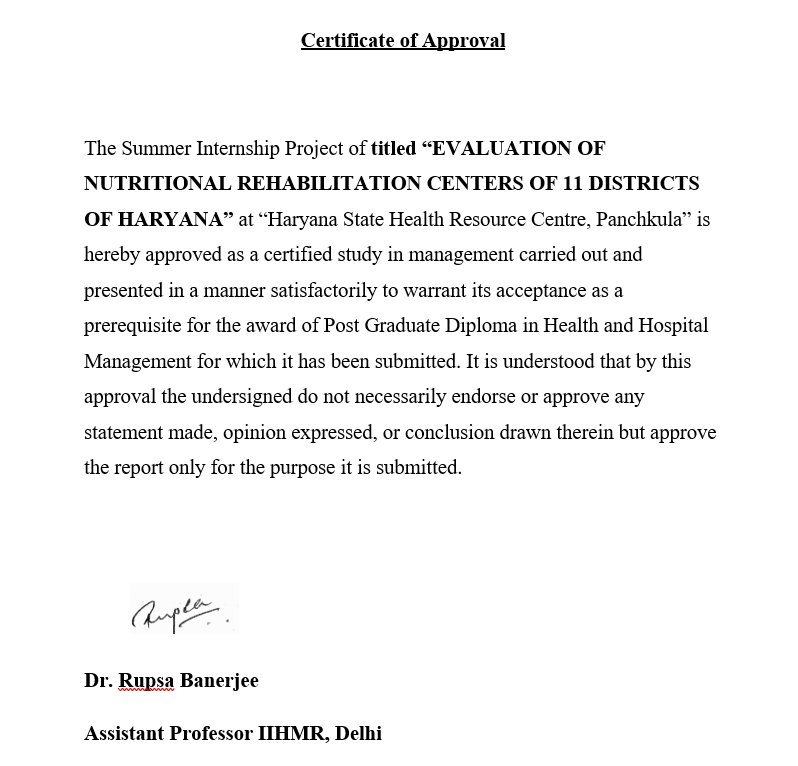 Certificate of Approval
The Summer Internship Project of titled “EVALUATION OF
NUTRITIONAL REHABILITATION CENTERS OF 11 DISTRICTS
OF HARYANA” at “Haryana State Health Resource Centre, Panchkula” is
hereby approved as a certified study in management carried out and
presented in a manner satisfactorily to warrant its acceptance as a
prerequisite for the award of Post Graduate Diploma in Health and Hospital
Management for which it has been submitted. It is understood that by this
approval the undersigned do not necessarily endorse or approve any
statement made, opinion expressed, or conclusion drawn therein but approve
the report only for the purpose it is submitted.
Dr. Rupsa Banerjee
Assistant Professor IIHMR, Delhi